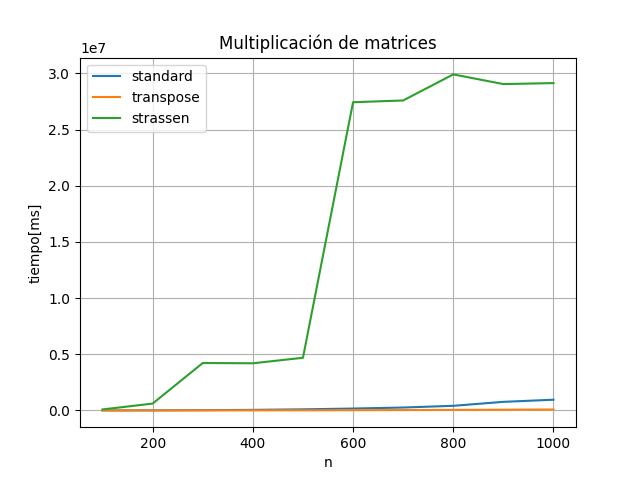 Multiplicación de matrices
1e7
standard
transpose
strassen
3.0
2.5
2.0
1.5
1.0
0.5
0.0
tiempo[ms]
200 400 600 800 1000
n